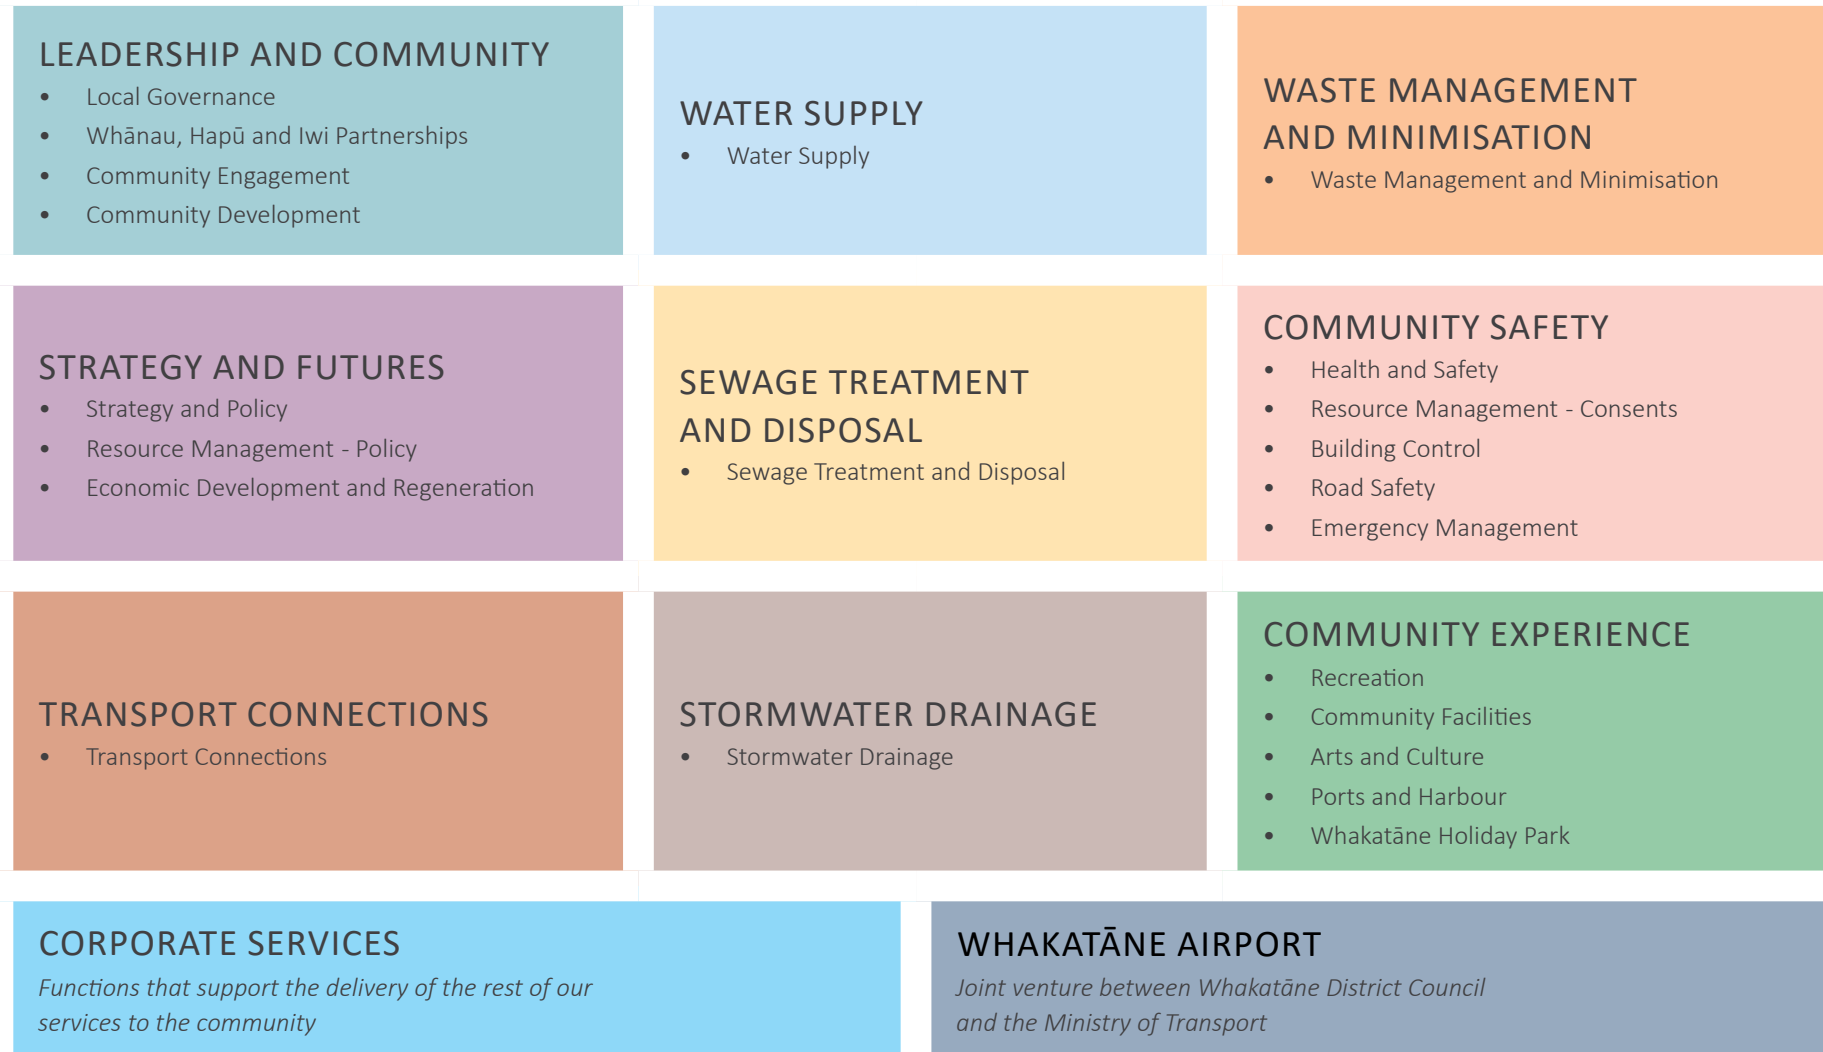 LEADERSHIP AND COMMUNITY
• Local Governance
• Whānau, Hapū and Iwi Partnerships
• Community Engagement
• Community Development
WATER SUPPLY
• Water Supply
WASTE MANAGEMENT
AND MINIMISATION
• Waste Management and Minimisation
STRATEGY AND FUTURES
• Strategy and Policy
• Resource Management - Policy
• Economic Development and Regeneration
SEWAGE TREATMENT
AND DISPOSAL
• Sewage Treatment and Disposal
COMMUNITY SAFETY
• Health and Safety
• Resource Management - Consents
• Building Control
• Road Safety
• Emergency Management
TRANSPORT CONNECTIONS
• Transport Connections
STORMWATER DRAINAGE
• Stormwater Drainage
COMMUNITY EXPERIENCE
• Recreation
• Community Facilities
• Arts and Culture
• Ports and Harbour
• Whakatāne Holiday Park
CORPORATE SERVICES
Functions that support the delivery of the rest of our
services to the community
WHAKATĀNE AIRPORT
Joint venture between Whakatāne District Council
and the Ministry of Transport